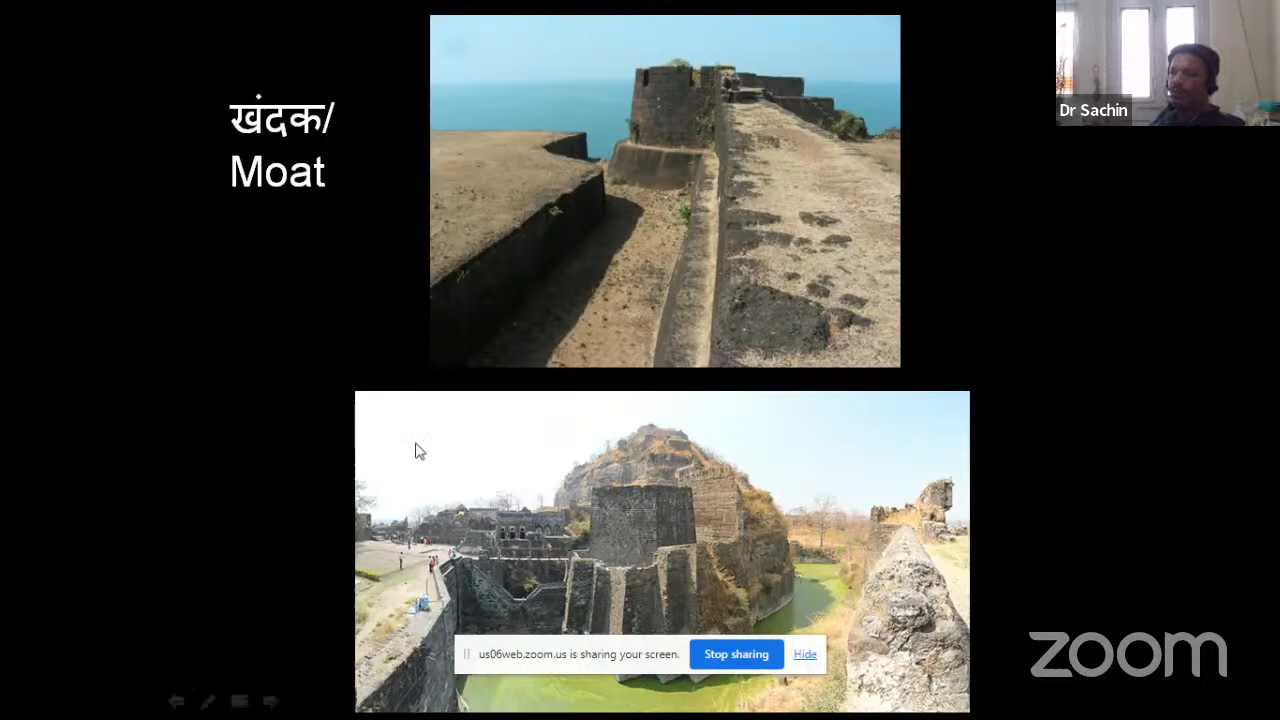 खंदक/
Moat
Dr Sachin
us06web.zoom.us is sharing your screen. Stop sharing Hide
zoom